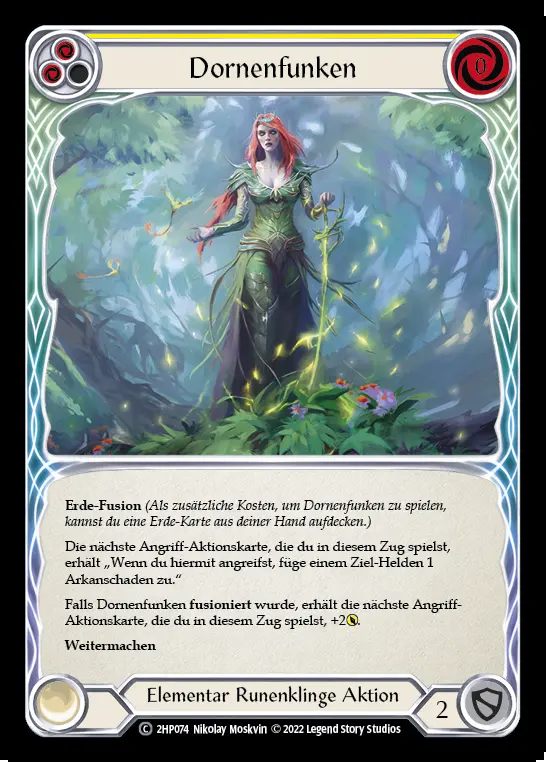 Dornenfunken
0
Erde-Fusion (Als zusätzliche Kosten, um Dornenfunken zu spielen,
kannst du eine Erde-Karte aus deiner Hand aufdecken.)
Die nächste Angriff-Aktionskarte, die du in diesem Zug spielst,
erhält „Wenn du hiermit angreifst, füge einem Ziel-Helden 1
Arkanschaden zu.“
Falls Dornenfunken fusioniert wurde, erhält die nächste Angriff-
Aktionskarte, die du in diesem Zug spielst, +2.
Weitermachen
Elementar Runenklinge Aktion
2
C 2HP074 Nikolay Moskvin © 2022 Legend Story Studios